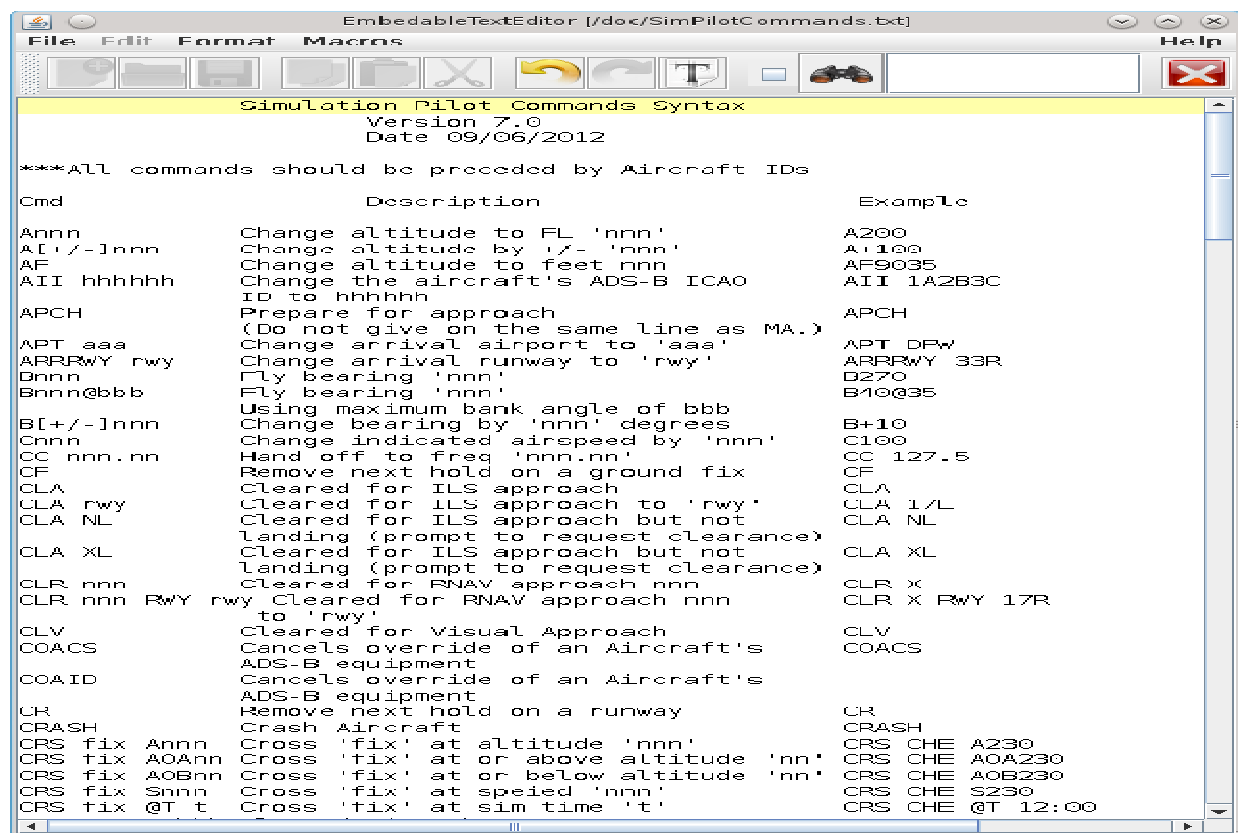 EmbedableTextEditor [/doc/SimPilotCommands.txt]
File Edit Format Macros Help
Simulation Pilot Commands Syntax
Version 7.0
Date 09/06/2012
***All commands should be preceded by Aircraft IDs
Cmd Description Example
Annn Change altitude to FL 'nnn' A200
A[+/-]nnn Change altitude by +/- 'nnn' A+100
AF Change altitude to feet nnn AF9035
AII hhhhhh Change the aircraft's ADS-B ICAO AII 1A2B3C
ID to hhhhhh
APCH Prepare for approach APCH
(Do not give on the same line as MA.)
APT aaa Change arrival airport to 'aaa' APT DFW
ARRRWY rwy Change arrival runway to 'rwy' ARRRWY 33R
Bnnn Fly bearing 'nnn' B270
Bnnn@bbb Fly bearing 'nnn' B40@35
Using maximum bank angle of bbb
B[+/-]nnn Change bearing by 'nnn' degrees B+10
Cnnn Change indicated airspeed by 'nnn' C100
CC nnn.nn Hand off to freq 'nnn.nn' CC 127.5
CF Remove next hold on a ground fix CF
CLA Cleared for ILS approach CLA
CLA rwy Cleared for ILS approach to 'rwy' CLA 17L
CLA NL Cleared for ILS approach but not CLA NL
landing (prompt to request clearance)
CLA XL Cleared for ILS approach but not CLA XL
landing (prompt to request clearance)
CLR nnn Cleared for RNAV approach nnn CLR X
CLR nnn RWY rwy Cleared for RNAV approach nnn CLR X RWY 17R
to 'rwy'
CLV Cleared for Visual Approach CLV
COACS Cancels override of an Aircraft's COACS
ADS-B equipment
COAID Cancels override of an Aircraft's
ADS-B equipment
CR Remove next hold on a runway CR
CRASH Crash Aircraft CRASH
CRS fix Annn Cross 'fix' at altitude 'nnn' CRS CHE A230
CRS fix AOAnn Cross 'fix' at or above altitude 'nn' CRS CHE AOA230
CRS fix AOBnn Cross 'fix' at or below altitude 'nn' CRS CHE AOB230
CRS fix Snnn Cross 'fix' at speied 'nnn' CRS CHE S230
CRS fix @T t Cross 'fix' at sim time 't' CRS CHE @T 12:00